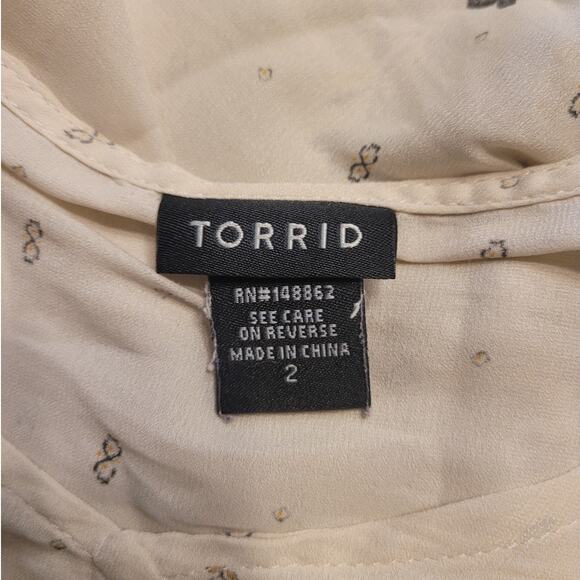 TORRID
RN#148862
SEE CARE
ON REVERSE
MADE IN CHINA
2